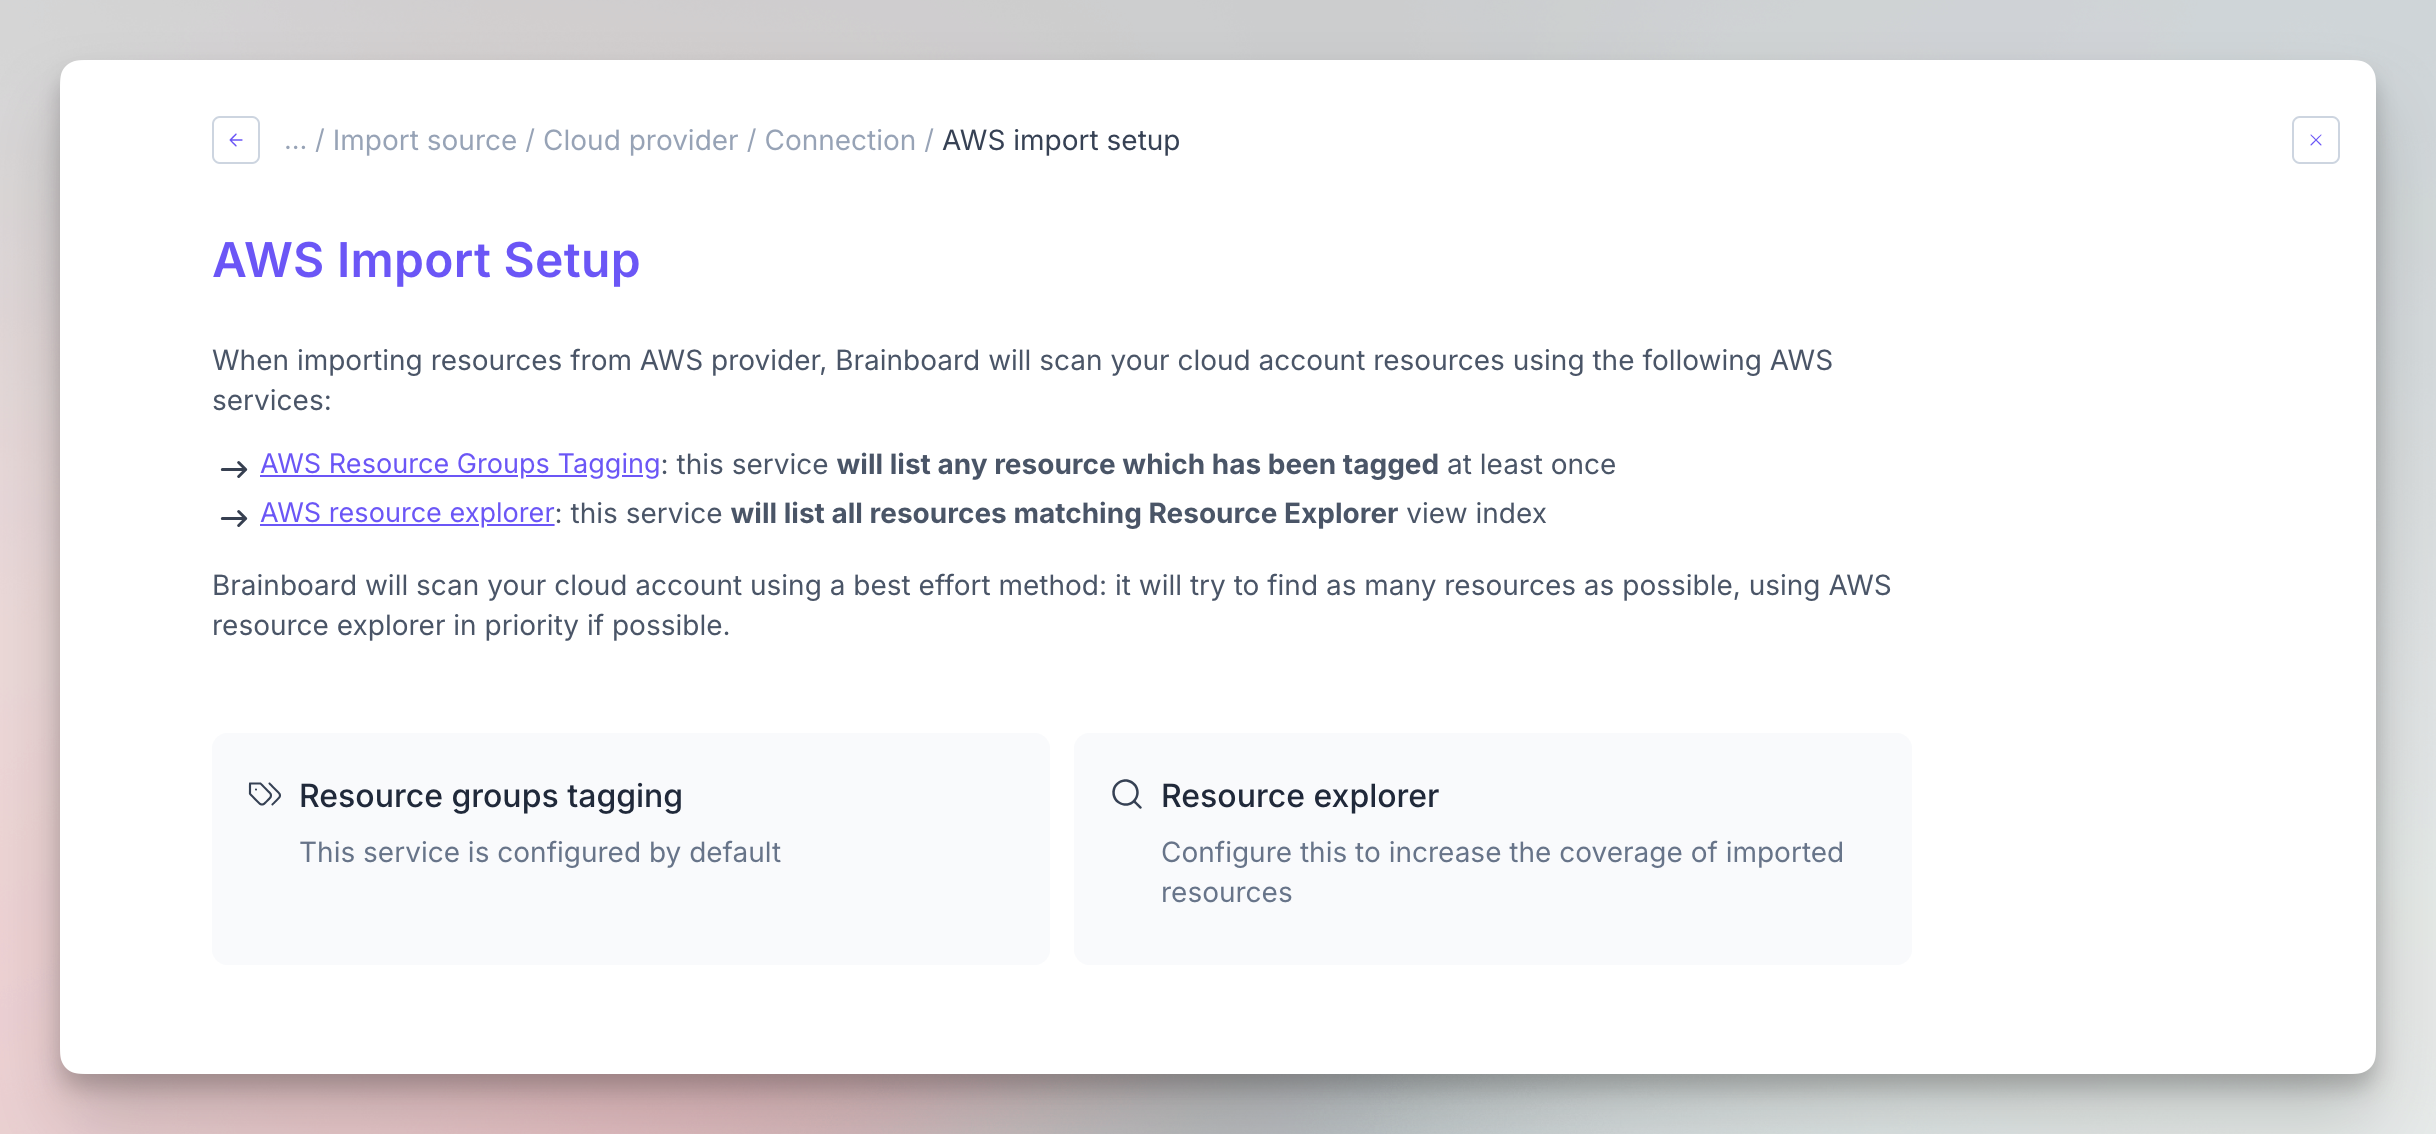 ... / Import source / Cloud provider / Connection / AWS import setup
AWS Import Setup
When importing resources from AWS provider, Brainboard will scan your cloud account resources using the following AWS
services:
→ AWS Resource Groups Tagging: this service will list any resource which has been tagged at least once
→ AWS resource explorer: this service will list all resources matching Resource Explorer view index
Brainboard will scan your cloud account using a best effort method: it will try to find as many resources as possible, using AWS
resource explorer in priority if possible.
Resource groups tagging
This service is configured by default
Resource explorer
Configure this to increase the coverage of imported
resources